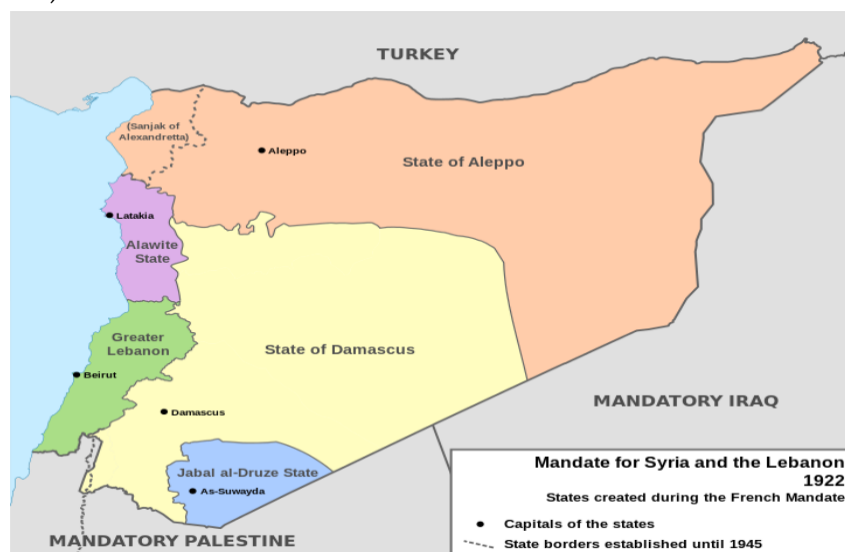 TURKEY
(Sanjak of
Alexandretta)
Aleppo
State of Aleppo
Latakia
Alawite
State
Greater
Lebanon
State of Damascus
Beirut
Damascus
MANDATORY IRAQ
Jabal al-Druze State
As-Suwayda
MANDATORY PALESTINE
Mandate for Syria and the Lebanon
1922
States created during the French Mandate
Capitals of the states
State borders established until 1945